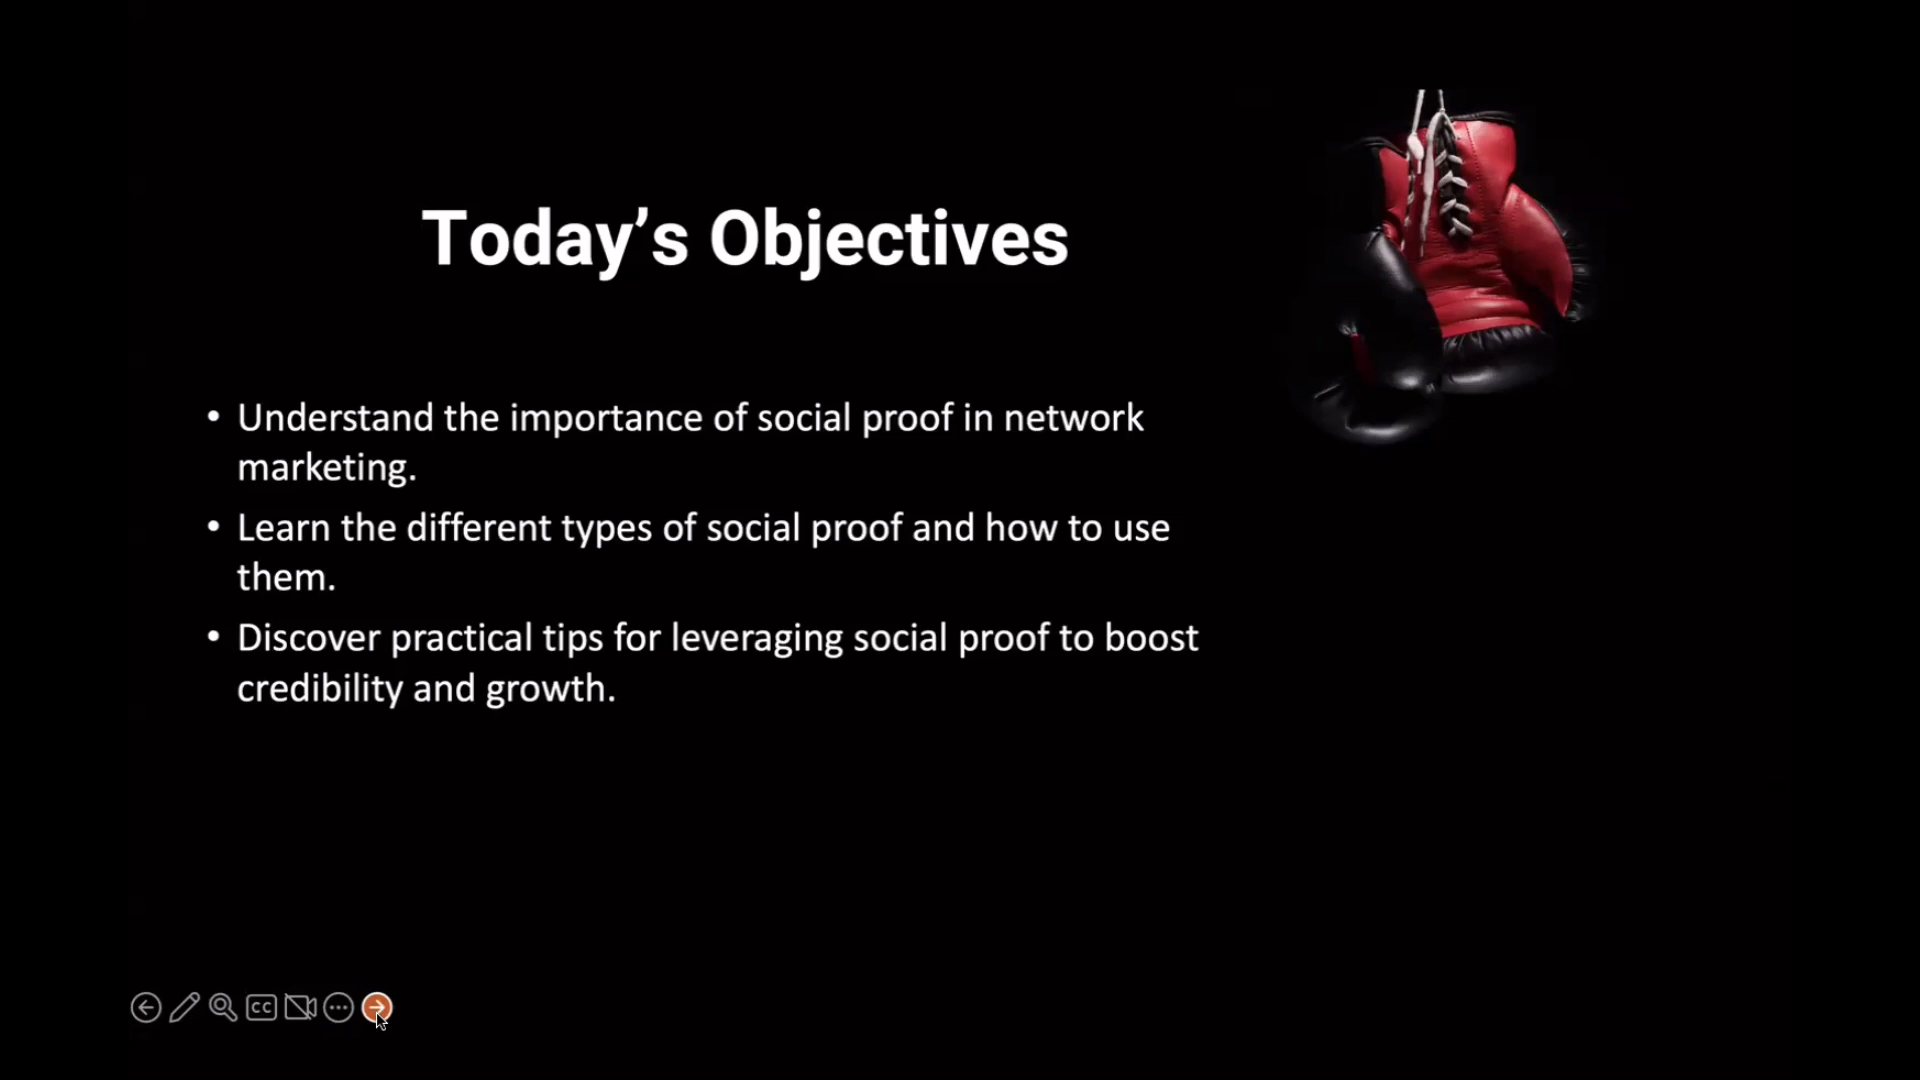 Today’s Objectives
• Understand the importance of social proof in network
marketing.
• Learn the different types of social proof and how to use
them.
• Discover practical tips for leveraging social proof to boost
credibility and growth.
CC